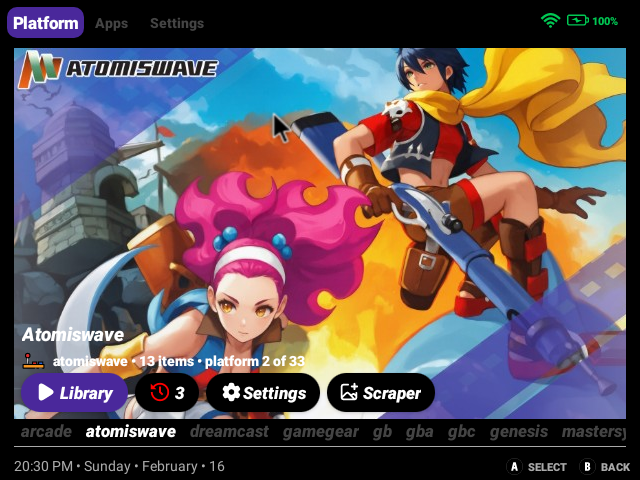 Platform Apps Settings 100%
ATOMISWAVE
Atomiswave
atomiswave • 13 items • platform 2 of 33
Library 3 Settings Scraper
arcade atomiswave dreamcast gamegear gb gba gbc genesis mastersy
20:30 PM • Sunday • February • 16 A SELECT B BACK